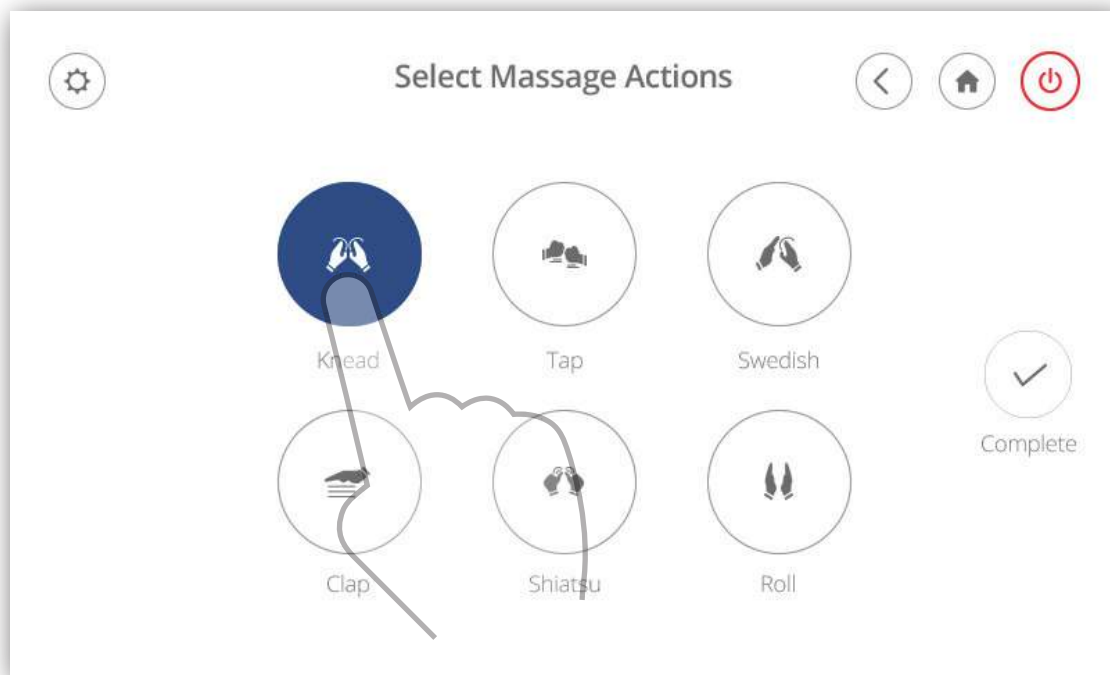 Select Massage Actions
Knead
Tap
Swedish
Complete
Clap
Shiatsu
Roll